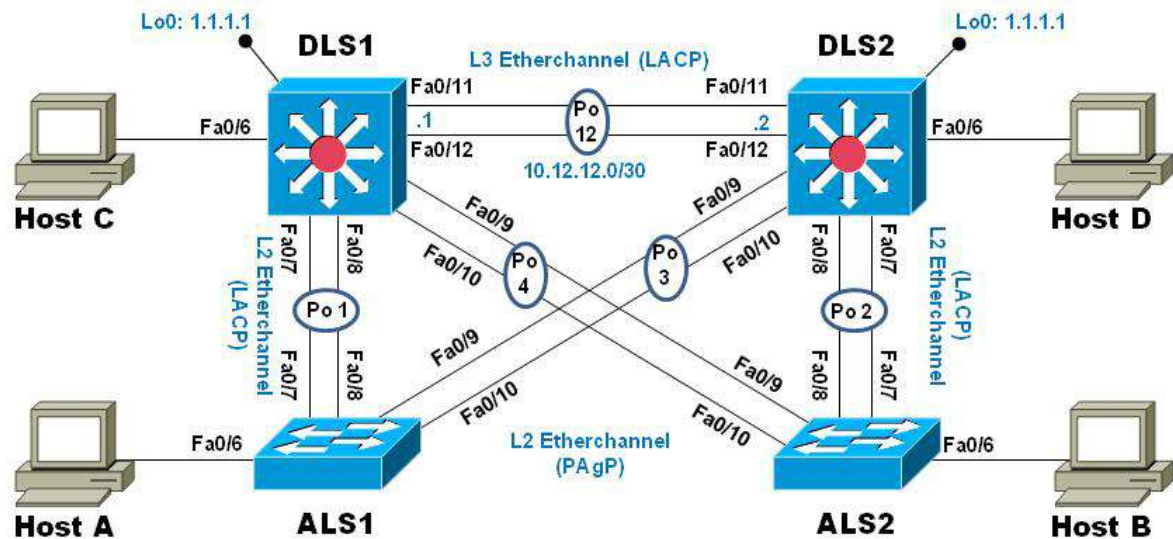 Lo0: 1.1.1.1
Lo0: 1.1.1.1
DLS1
DLS2
L3 Etherchannel (LACP)
Fa0/11
Fa0/11
Fa0/6
.1
Po
12
.2
Fa0/6
Fa0/12
Fa0/12
10.12.12.0/30
Host C
Host D
Fa0/9
Fa0/9
Fa0/10
Fa0/10
Fa0/7
Fa0/8
Po
4
Po
3
Fa0/8
Fa0/7
L2 Etherchannel
(LACP)
Po 1
Po 2
L2 Etherchannel
(LACP)
Fa0/7
Fa0/8
Fa0/9
Fa0/10
Fa0/9
Fa0/10
Fa0/8
Fa0/7
L2 Etherchannel
(PAgP)
Fa0/6
Fa0/6
Host A
ALS1
ALS2
Host B